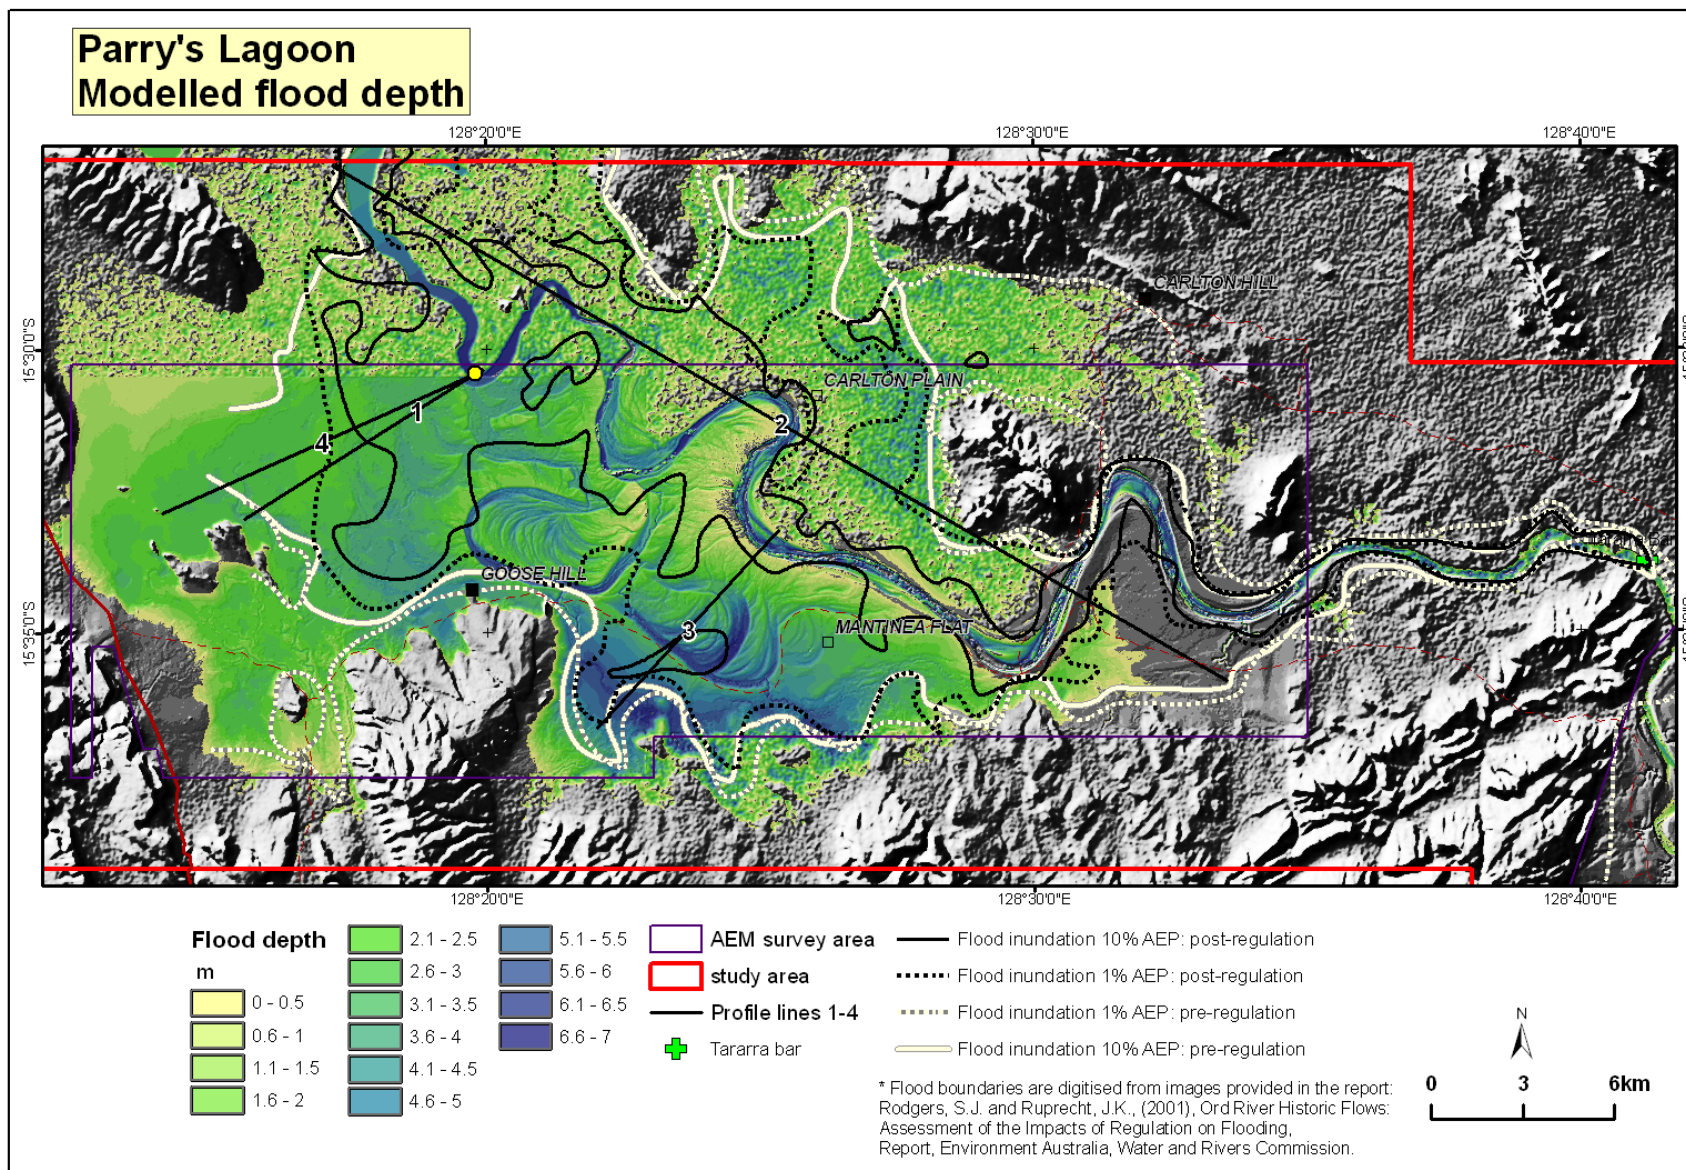 Parry's Lagoon
Modelled flood depth
128°20'0"E
128°30'0"E
128°40'0"E
CARLTON HILL
15°30'0"S
CARLTON PLAIN
1
2
4
GOOSE HILL
15°35'0"S
3
MANTINEA FLAT
128°20'0"E
128°30'0"E
128°40'0"E
Flood depth
m
0 - 0.5
0.6 - 1
1.1 - 1.5
1.6 - 2
2.1 - 2.5
2.6 - 3
3.1 - 3.5
3.6 - 4
4.1 - 4.5
4.6 - 5
5.1 - 5.5
5.6 - 6
6.1 - 6.5
6.6 - 7
AEM survey area
study area
Profile lines 1-4
Tararra bar
Flood inundation 10% AEP: post-regulation
Flood inundation 1% AEP: post-regulation
Flood inundation 1% AEP: pre-regulation
Flood inundation 10% AEP: pre-regulation
* Flood boundaries are digitised from images provided in the report:
Rodgers, S.J. and Ruprecht, J.K., (2001), Ord River Historic Flows:
Assessment of the Impacts of Regulation on Flooding,
Report, Environment Australia, Water and Rivers Commission.
N
0 3 6km